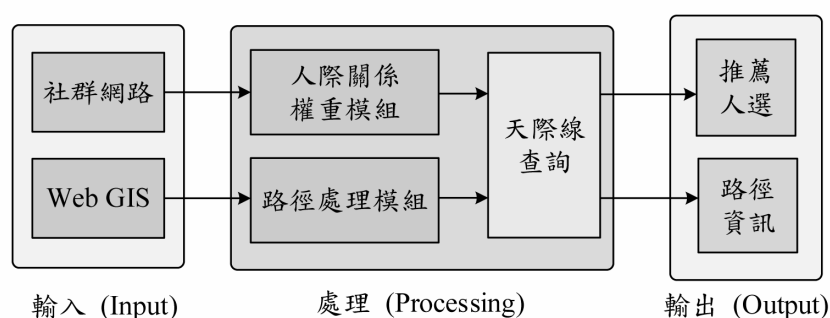 社群網路
Web GIS
輸入 (Input)
人際關係
權重模組
路徑處理模組
天際線
查詢
處理 (Processing)
推薦
人選
路徑
資訊
輸出 (Output)